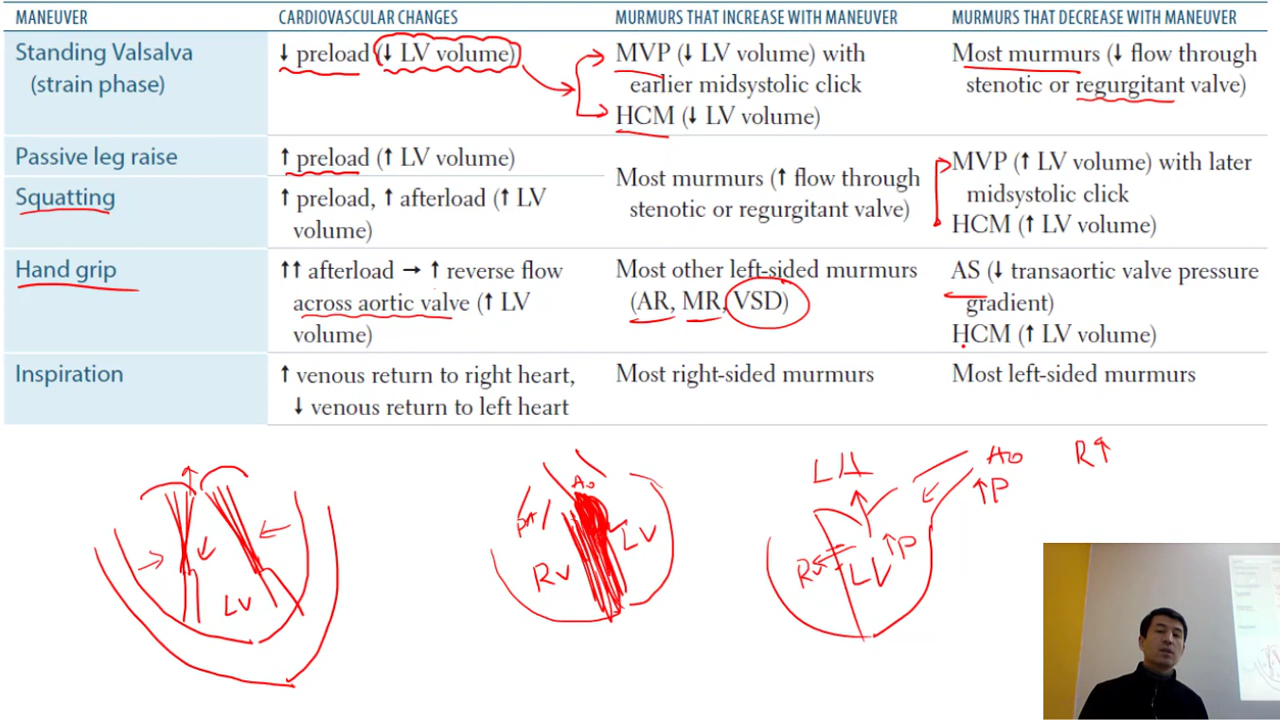 MANEUVER CARDIOVASCULAR CHANGES MURMURS THAT INCREASE WITH MANEUVER MURMURS THAT DECREASE WITH MANEUVER
Standing Valsalva
(strain phase)
↓ preload (↓ LV volume)
MVP (↓ LV volume) with
earlier midsystolic click
HCM (↓ LV volume)
Most murmurs (↓ flow through
stenotic or regurgitant valve)
Passive leg raise
↑ preload (↑ LV volume)
Squatting
↑ preload, ↑ afterload (↑ LV
volume)
Most murmurs (↑ flow through
stenotic or regurgitant valve)
MVP (↑ LV volume) with later
midsystolic click
HCM (↑ LV volume)
Hand grip
↑↑ afterload → ↑ reverse flow
across aortic valve (↑ LV
volume)
Most other left-sided murmurs
(AR, MR, VSD)
AS (↓ transaortic valve pressure
gradient)
HCM (↑ LV volume)
Inspiration
↑ venous return to right heart,
↓ venous return to left heart
Most right-sided murmurs
Most left-sided murmurs
LV
Ao
PA
RV
LV
LA
Ao
R↑
↑P
↑P
RV
LV